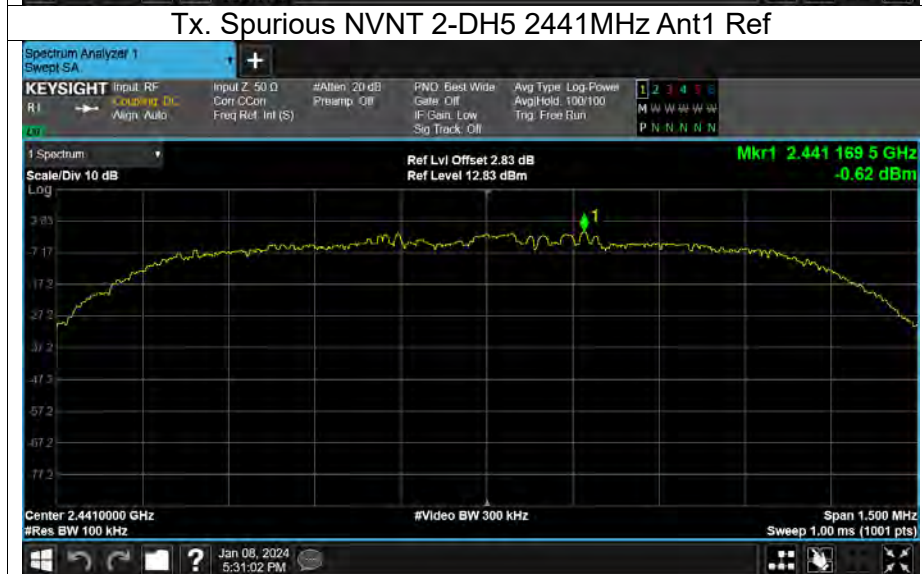 Tx. Spurious NVNT 2-DH5 2441MHz Ant1 Ref
Spectrum Analyzer 1
Swept SA
+
KEYSIGHT
Input: RF
Coupling: DC
Align: Auto
Input Z: 50 Ω
Corr CCorr
Freq Ref: Int (S)
#Atten: 20 dB
Preamp: Off
PNO: Best Wide
Gate: Off
IF Gain: Low
Sig Track: Off
Avg Type: Log-Power
Avg|Hold: 100/100
Trig: Free Run
1 2 3 4 5 6
M W W W W W
P N N N N N
1 Spectrum
Scale/Div 10 dB
Log
Ref Lvl Offset 2.83 dB
Ref Level 12.83 dBm
Mkr1 2.441 169 5 GHz
-0.62 dBm
1
2.83
-7.17
-17.2
-27.2
-37.2
-47.2
-57.2
-67.2
-77.2
Center 2.4410000 GHz
#Res BW 100 kHz
#Video BW 300 kHz
Span 1.500 MHz
Sweep 1.00 ms (1001 pts)
?
Jan 08, 2024
5:31:02 PM